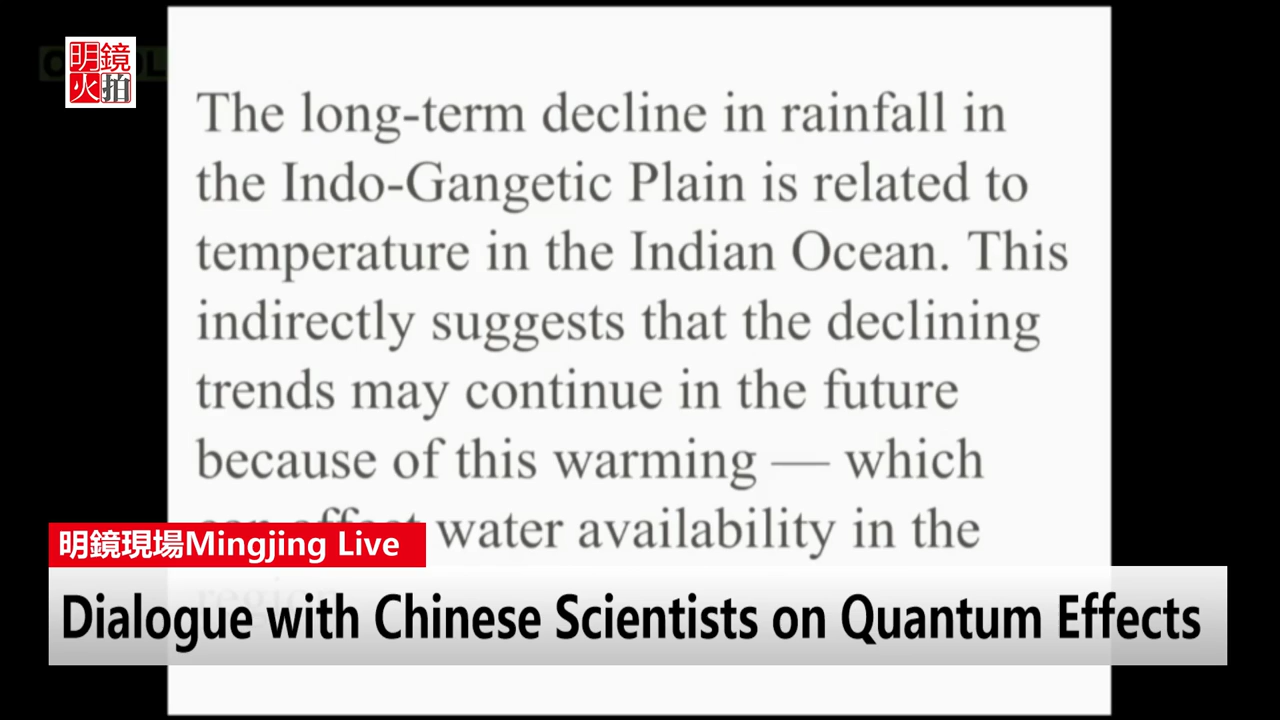 明鏡
火拍
The long-term decline in rainfall in
the Indo-Gangetic Plain is related to
temperature in the Indian Ocean. This
indirectly suggests that the declining
trends may continue in the future
because of this warming — which
can affect water availability in the
明鏡現場Mingjing Live
Dialogue with Chinese Scientists on Quantum Effects